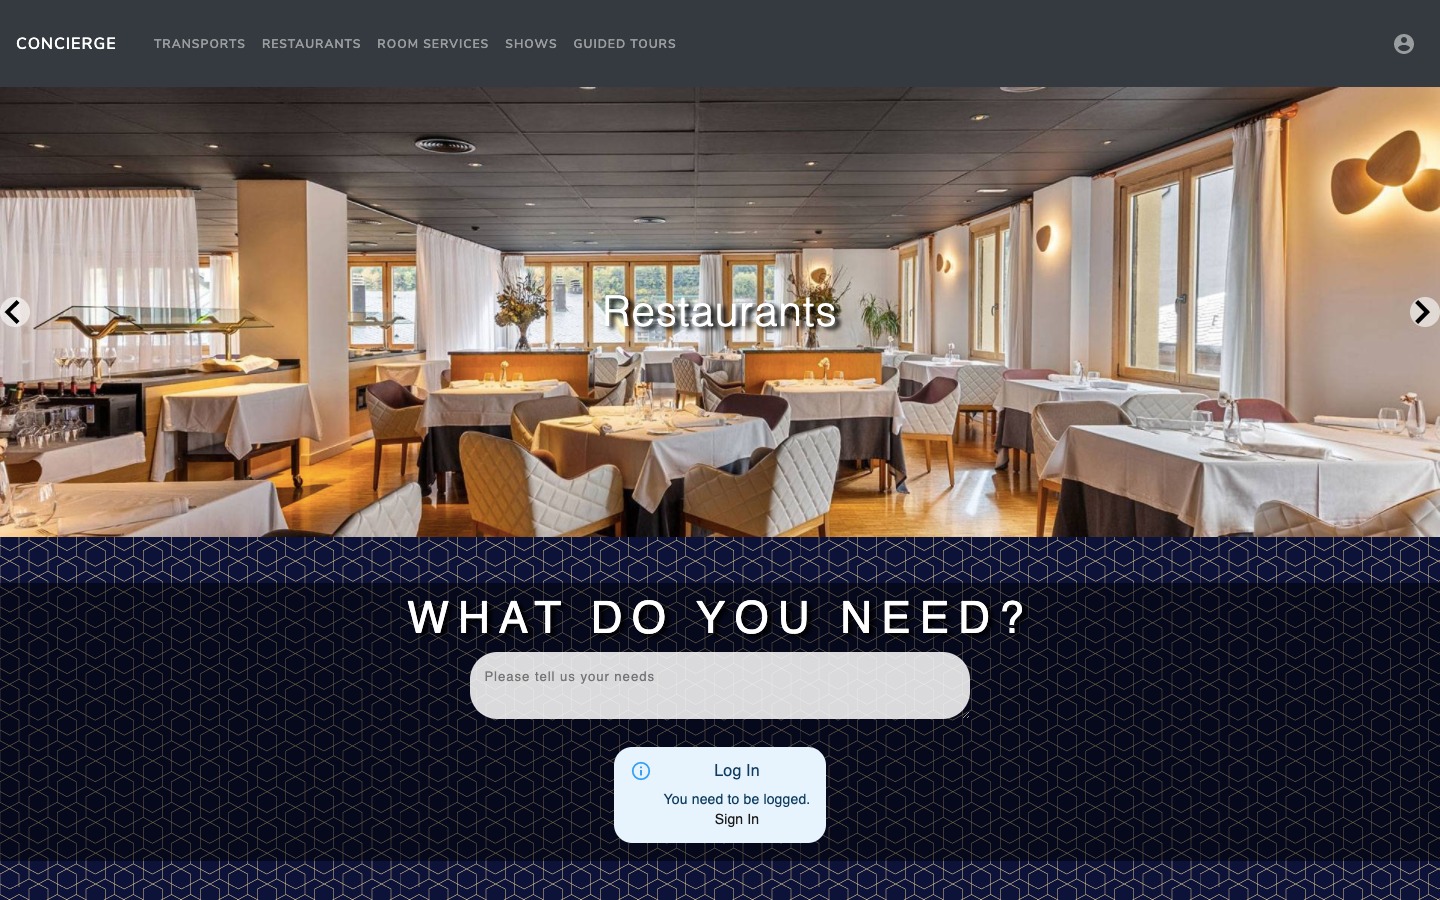 CONCIERGE TRANSPORTS RESTAURANTS ROOM SERVICES SHOWS GUIDED TOURS
Restaurants
WHAT DO YOU NEED?
Please tell us your needs
Log In
You need to be logged.
Sign In